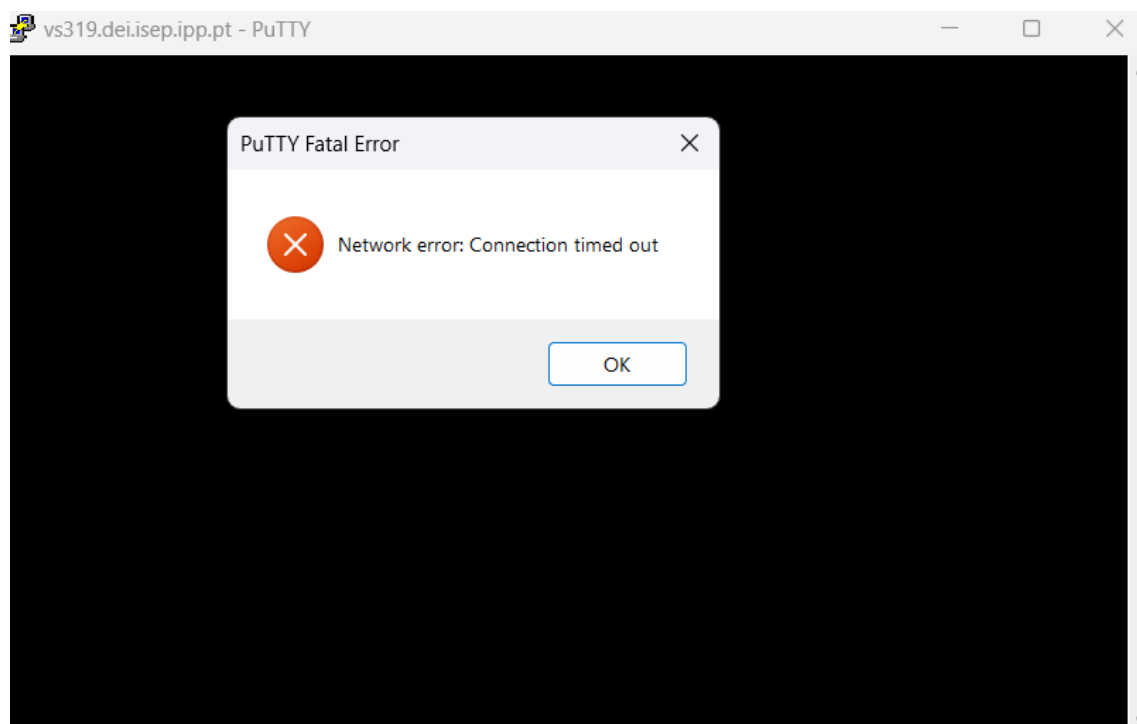 vs319.dei.isep.ipp.pt - PuTTY
PuTTY Fatal Error
Network error: Connection timed out
OK